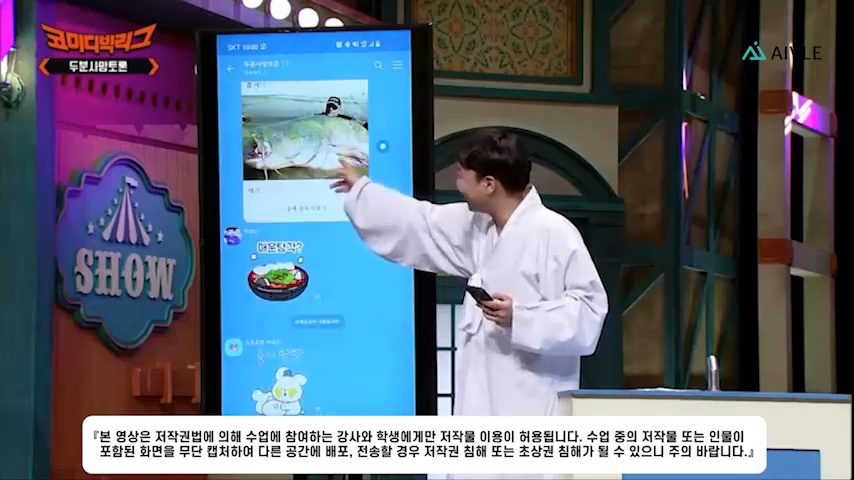 코미디빅리그
두분사망토론
AIVLE
SHOW
SKT 10:00
두분사망토론
메기
매운탕각?
『본 영상은 저작권법에 의해 수업에 참여하는 강사와 학생에게만 저작물 이용이 허용됩니다. 수업 중의 저작물 또는 인물이
포함된 화면을 무단 캡처하여 다른 공간에 배포, 전송할 경우 저작권 침해 또는 초상권 침해가 될 수 있으니 주의 바랍니다.』